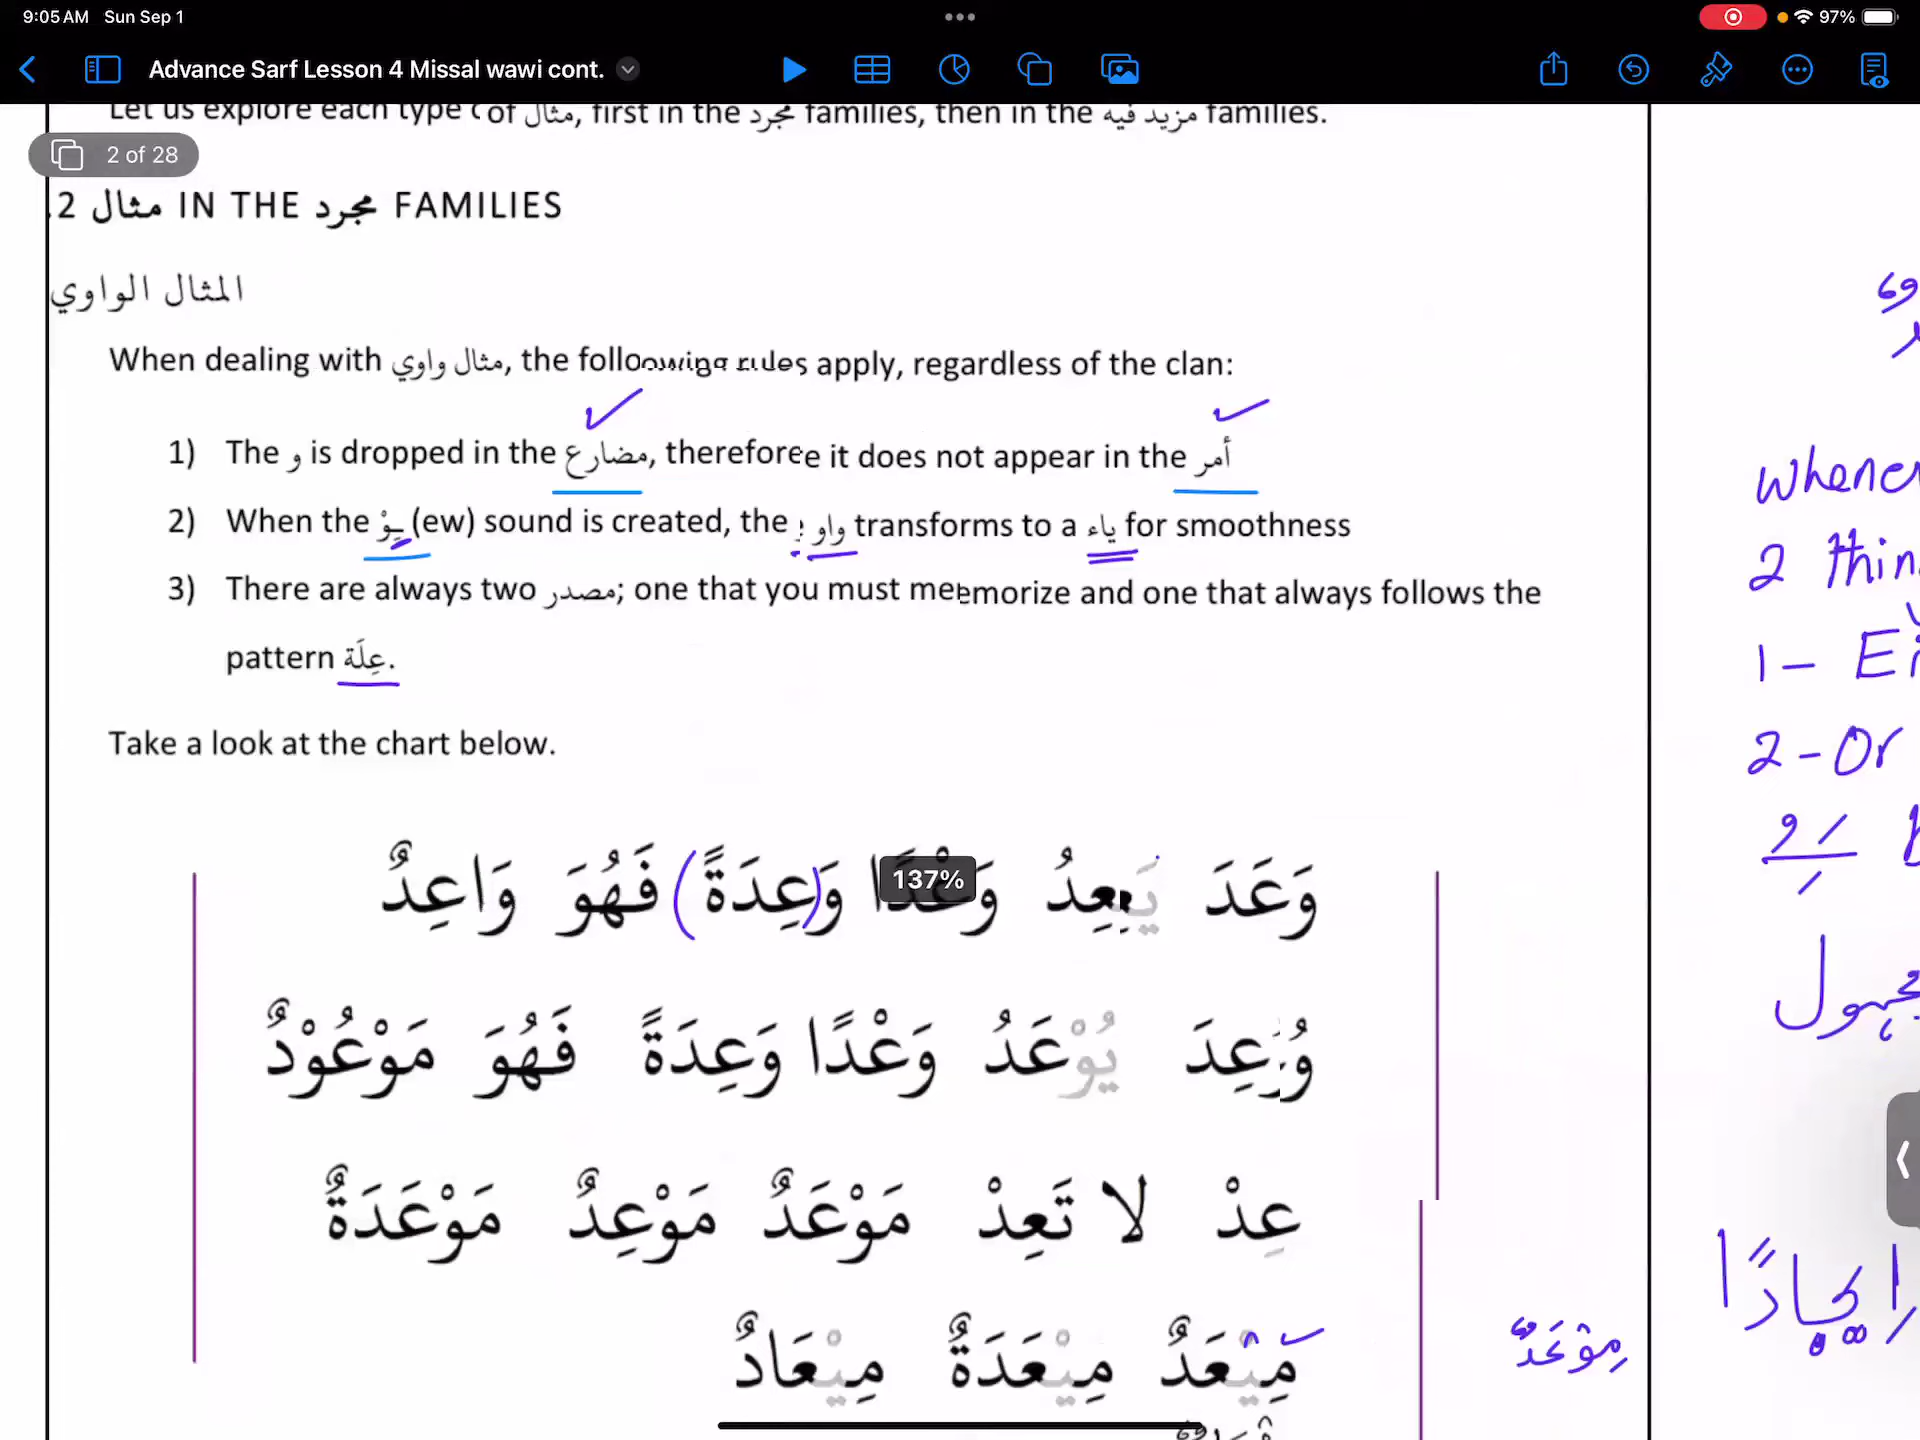 9:05 AM Sun Sep 1
97%
Advance Sarf Lesson 4 Missal wawi cont.
Let us explore each type of مثال, first in the مجرد families, then in the مزيد فيه families.
2 of 28
2. مثال IN THE مجرد FAMILIES
المثال الواوي
When dealing with مثال واوي, the following rules apply, regardless of the clan:
1) The و is dropped in the مضارع, therefore it does not appear in the أمر
2) When the ـِوْ (ew) sound is created, the واو transforms to a ياء for smoothness
3) There are always two مصدر; one that you must memorize and one that always follows the
pattern عِلَة.
Take a look at the chart below.
وَعَدَ يَعِدُ وَعْدًا وَعِدَةً فَهُوَ وَاعِدٌ
137%
وُعِدَ يُوْعَدُ وَعْدًا وَعِدَةً فَهُوَ مَوْعُوْدٌ
عِدْ لا تَعِدْ مَوْعَدٌ مَوْعِدٌ مَوْعَدَةٌ
مِيْعَدٌ مِيْعَدَةٌ مِيْعَادٌ
مِوْعَدٌ
2
1-
2-Or
إيجادًا